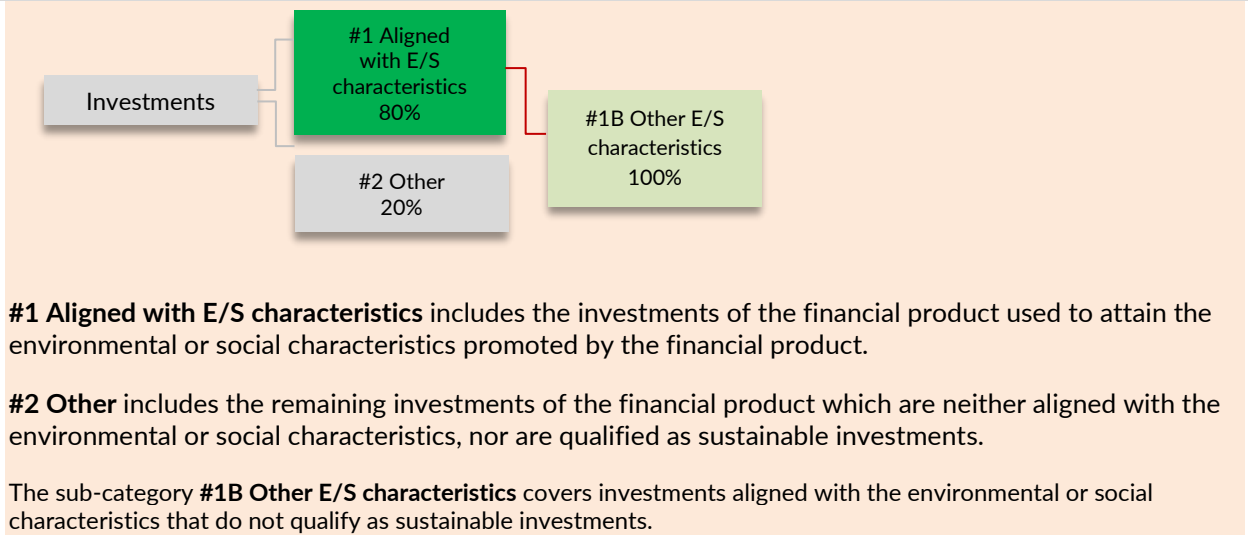 Investments
#1 Aligned
with E/S
characteristics
80%
#2 Other
20%
#1B Other E/S
characteristics
100%
#1 Aligned with E/S characteristics includes the investments of the financial product used to attain the
environmental or social characteristics promoted by the financial product.
#2 Other includes the remaining investments of the financial product which are neither aligned with the
environmental or social characteristics, nor are qualified as sustainable investments.
The sub-category #1B Other E/S characteristics covers investments aligned with the environmental or social
characteristics that do not qualify as sustainable investments.